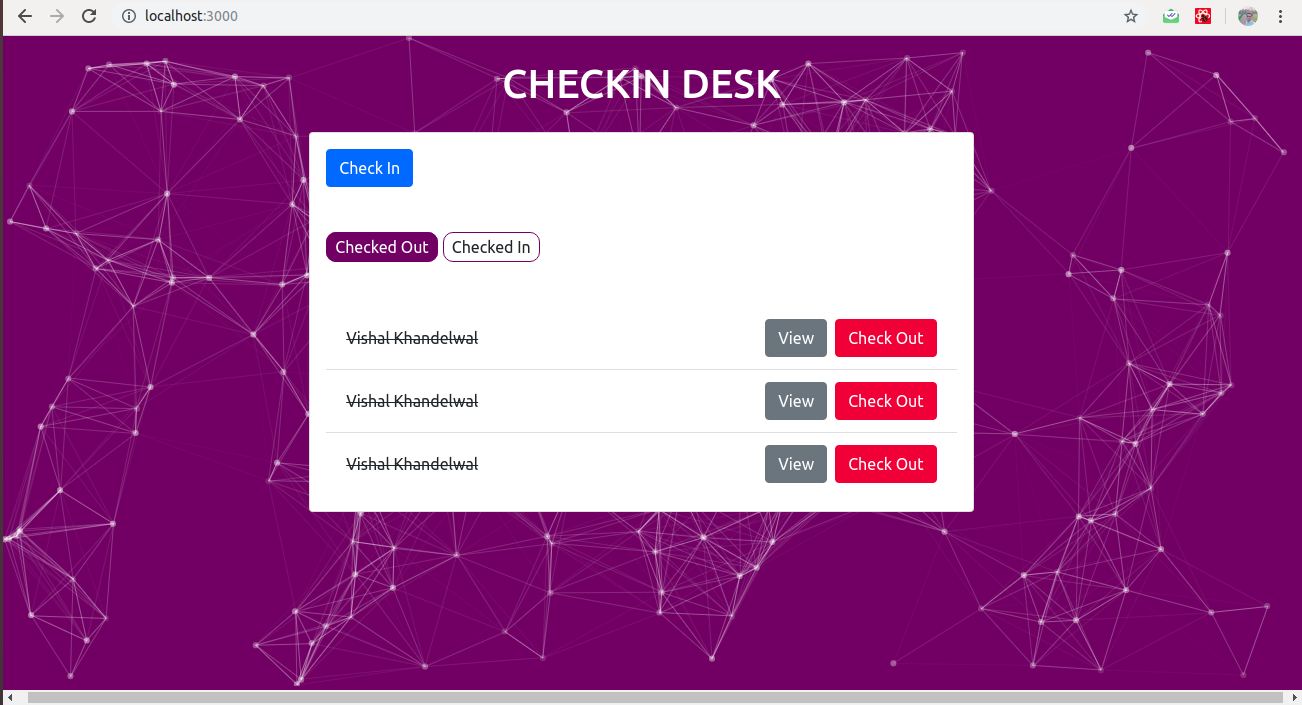 localhost:3000
CHECKIN DESK
Check In
Checked Out Checked In
Vishal Khandelwal View Check Out
Vishal Khandelwal View Check Out
Vishal Khandelwal View Check Out